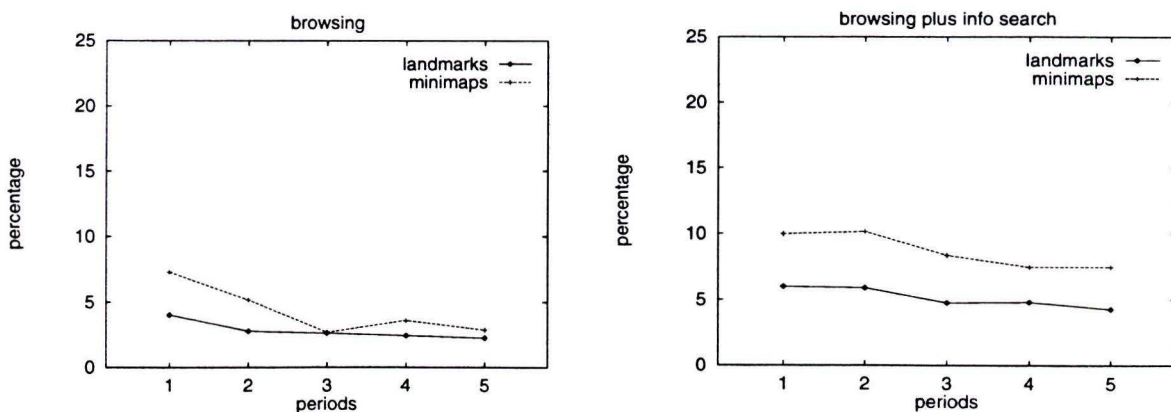 browsing
25
20
15
10
5
0
percentage
landmarks
minimaps
1 2 3 4 5
periods
browsing plus info search
25
20
15
10
5
0
percentage
landmarks
minimaps
1 2 3 4 5
periods